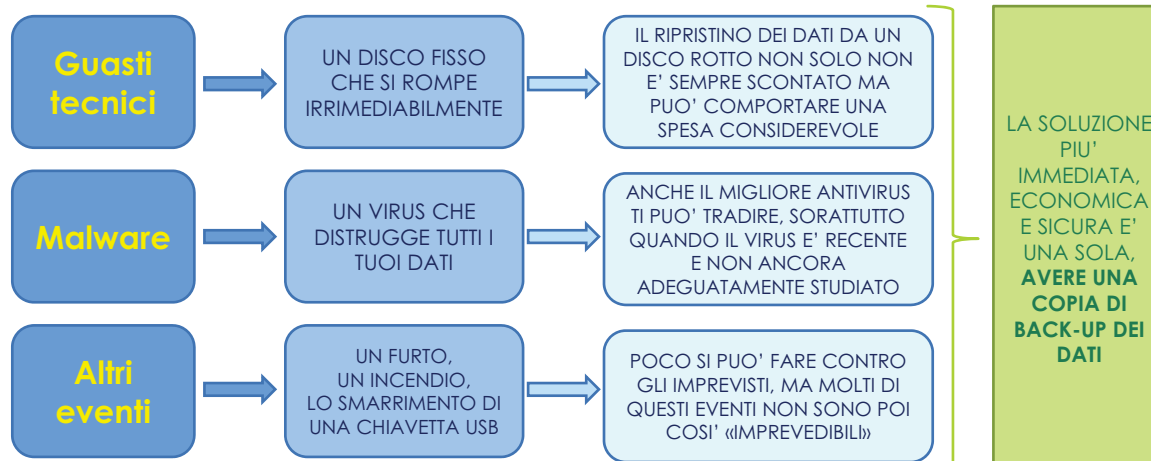 Guasti
tecnici
UN DISCO FISSO
CHE SI ROMPE
IRRIMEDIABILMENTE
IL RIPRISTINO DEI DATI DA UN
DISCO ROTTO NON SOLO NON
E' SEMPRE SCONTATO MA
PUO' COMPORTARE UNA
SPESA CONSIDEREVOLE
Malware
UN VIRUS CHE
DISTRUGGE TUTTI I
TUOI DATI
ANCHE IL MIGLIORE ANTIVIRUS
TI PUO' TRADIRE, SORATTUTTO
QUANDO IL VIRUS E' RECENTE
E NON ANCORA
ADEGUATAMENTE STUDIATO
Altri
eventi
UN FURTO,
UN INCENDIO,
LO SMARRIMENTO DI
UNA CHIAVETTA USB
POCO SI PUO' FARE CONTRO
GLI IMPREVISTI, MA MOLTI DI
QUESTI EVENTI NON SONO POI
COSI' «IMPREVEDIBILI»
LA SOLUZIONE
PIU'
IMMEDIATA,
ECONOMICA
E SICURA E'
UNA SOLA,
AVERE UNA
COPIA DI
BACK-UP DEI
DATI